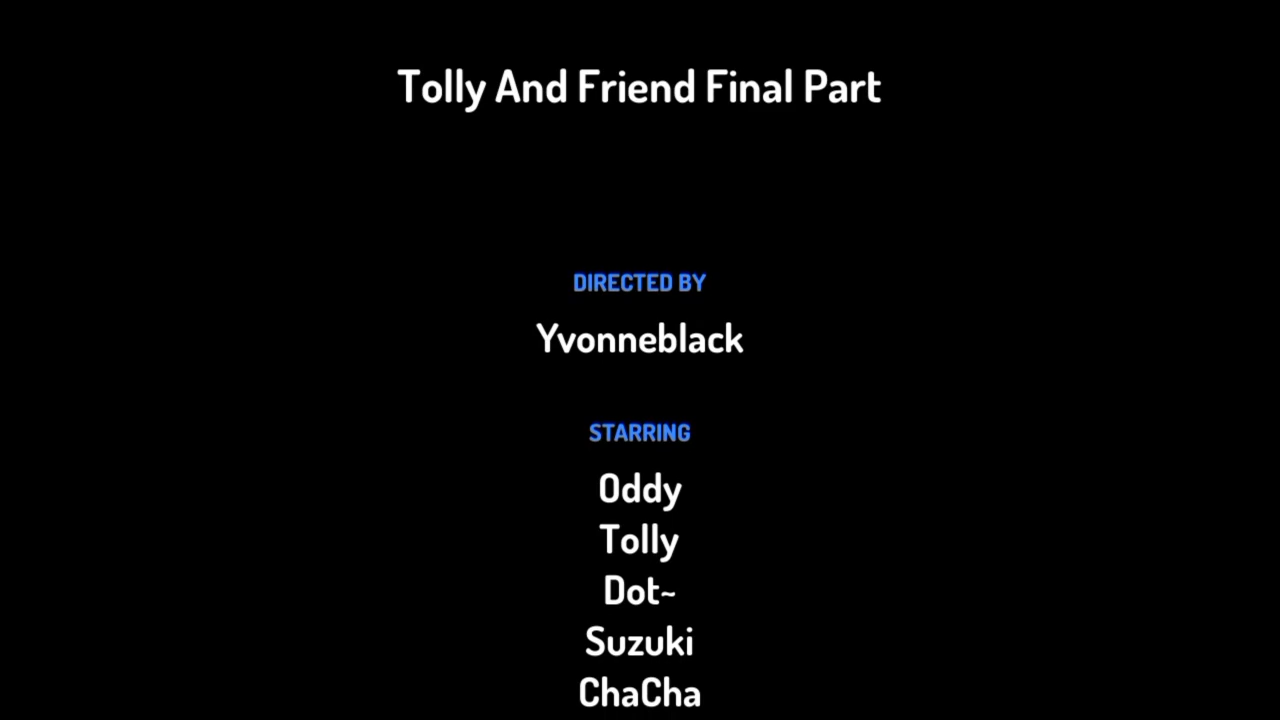 Tolly And Friend Final Part
DIRECTED BY
Yvonneblack
STARRING
Oddy
Tolly
Dot~
Suzuki
ChaCha